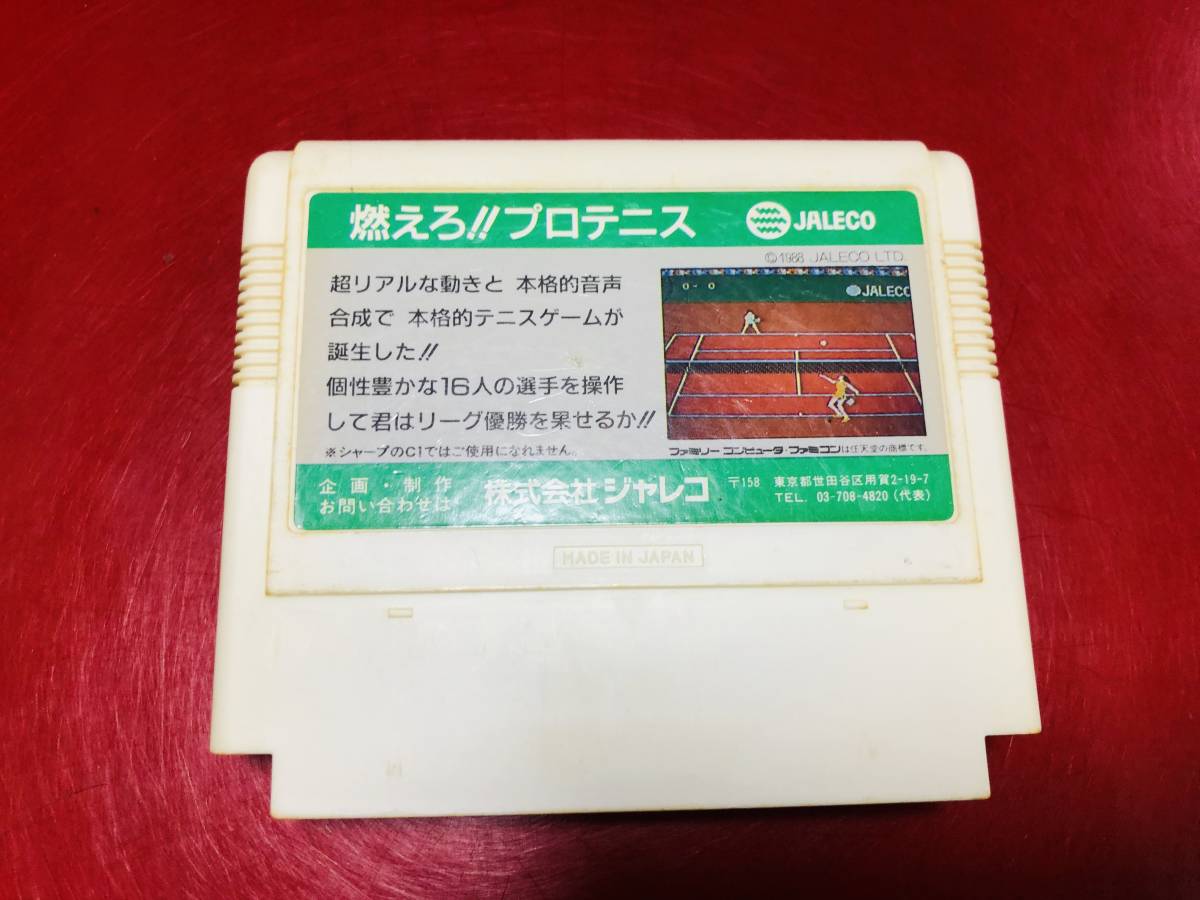 燃えろ!!プロテニス JALECO
©1988 JALECO LTD.
超リアルな動きと 本格的音声
合成で 本格的テニスゲームが
誕生した!!
個性豊かな16人の選手を操作
して君はリーグ優勝を果せるか!!
※シャープのC1ではご使用になれません。
0- 0
JALECO
ファミリーコンピュータ・ファミコンは任天堂の商標です。
企画・制作
お問い合わせは
株式会社ジャレコ
〒158 東京都世田谷区用賀2-19-7
TEL. 03-708-4820(代表)
MADE IN JAPAN